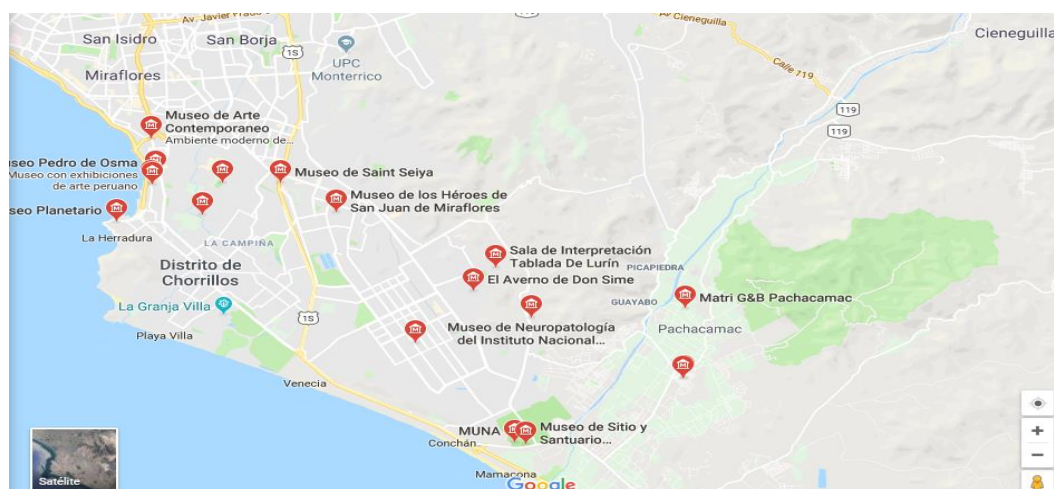 Av. Javier Prado
Av Cieneguilla
Cieneguilla
San Isidro
San Borja
1S
UPC
Monterrico
Miraflores
Calle 119
119
119
Museo de Arte
Contemporaneo
Ambiente moderno de...
useo Pedro de Osma
Museo con exhibiciones
de arte peruano
Museo de Saint Seiya
Museo de los Héroes de
San Juan de Miraflores
seo Planetario
La Herradura
LA CAMPIÑA
Sala de Interpretación
Tablada De Lurín
PICAPIEDRA
Distrito de
Chorrillos
El Averno de Don Sime
La Granja Villa
GUAYABO
Matri G&B Pachacamac
1S
Playa Villa
Museo de Neuropatología
del Instituto Nacional...
Pachacamac
Venecia
MUNA
Museo de Sitio y
Santuario...
Conchán
Mamacona
Satélite
Google